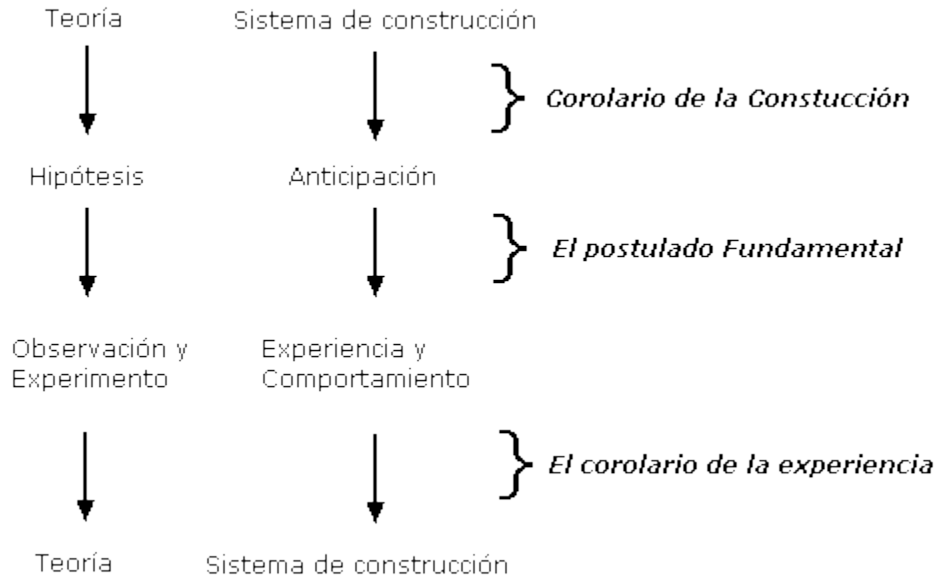 Teoría
Sistema de construcción
Corolario de la Constucción
Hipótesis
Anticipación
El postulado Fundamental
Observación y
Experimento
Experiencia y
Comportamiento
El corolario de la experiencia
Teoría
Sistema de construcción